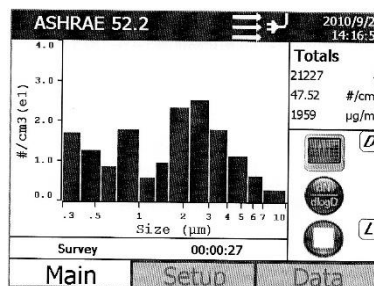 ASHRAE 52.2
2010/9/2
14:16:5
4.0
3.0
2.0
1.0
0.0
#/cm3(e1)
.3 .5 1 2 3 4 5 6 7 10
Size (μm)
Survey 00:00:27
Totals
21227
47.52 #/cm
1959 μg/m
dN
dlogD
D
L
Main Setup Data